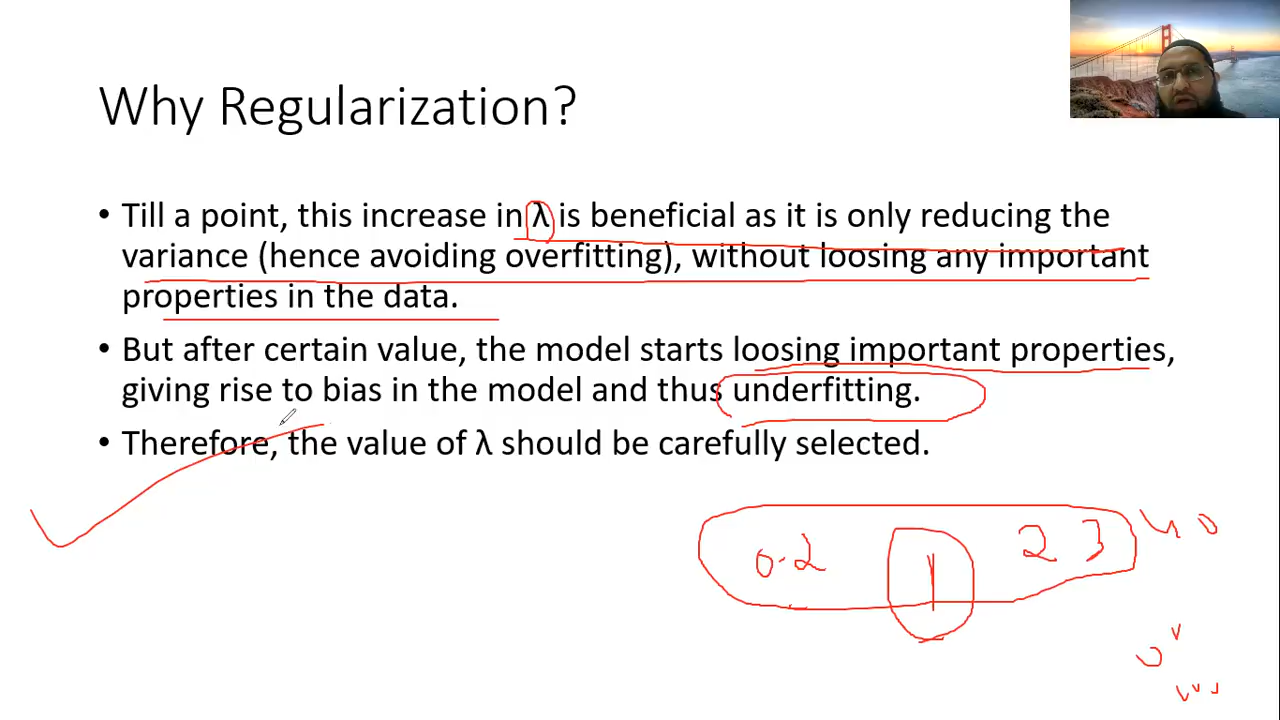 Why Regularization?
• Till a point, this increase in λ is beneficial as it is only reducing the
variance (hence avoiding overfitting), without loosing any important
properties in the data.
• But after certain value, the model starts loosing important properties,
giving rise to bias in the model and thus underfitting.
• Therefore, the value of λ should be carefully selected.
0.2 1 2 3